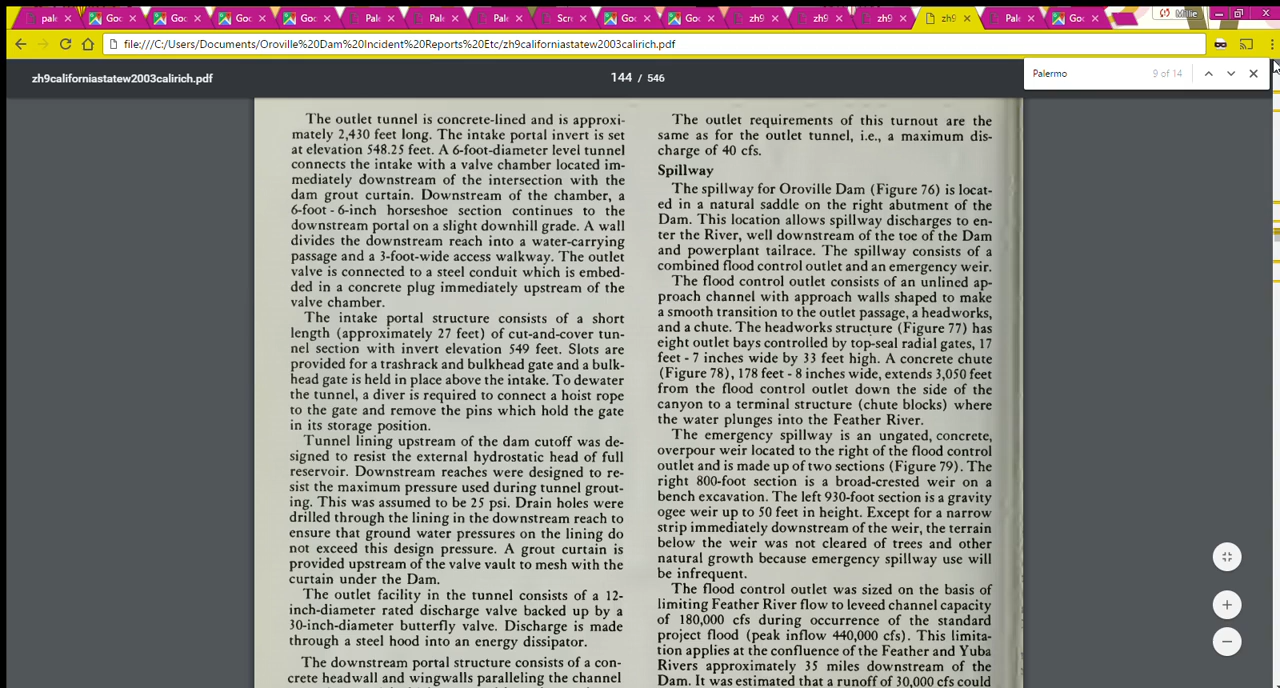 pale
Goo
Goo
Goo
Goo
Pale
Pale
Pale
Scre
Goo
Goo
zh9
zh9
zh9
zh9
Pale
Goo
Millie
file:///C:/Users/Documents/Oroville%20Dam%20Incident%20Reports%20Etc/zh9californiastatew2003calirich.pdf
zh9californiastatew2003calirich.pdf
144 / 546
Palermo
9 of 14
The outlet tunnel is concrete-lined and is approxi-
mately 2,430 feet long. The intake portal invert is set
at elevation 548.25 feet. A 6-foot-diameter level tunnel
connects the intake with a valve chamber located im-
mediately downstream of the intersection with the
dam grout curtain. Downstream of the chamber, a
6-foot - 6-inch horseshoe section continues to the
downstream portal on a slight downhill grade. A wall
divides the downstream reach into a water-carrying
passage and a 3-foot-wide access walkway. The outlet
valve is connected to a steel conduit which is embed-
ded in a concrete plug immediately upstream of the
valve chamber.
The intake portal structure consists of a short
length (approximately 27 feet) of cut-and-cover tun-
nel section with invert elevation 549 feet. Slots are
provided for a trashrack and bulkhead gate and a bulk-
head gate is held in place above the intake. To dewater
the tunnel, a diver is required to connect a hoist rope
to the gate and remove the pins which hold the gate
in its storage position.
Tunnel lining upstream of the dam cutoff was de-
signed to resist the external hydrostatic head of full
reservoir. Downstream reaches were designed to re-
sist the maximum pressure used during tunnel grout-
ing. This was assumed to be 25 psi. Drain holes were
drilled through the lining in the downstream reach to
ensure that ground water pressures on the lining do
not exceed this design pressure. A grout curtain is
provided upstream of the valve vault to mesh with the
curtain under the Dam.
The outlet facility in the tunnel consists of a 12-
inch-diameter rated discharge valve backed up by a
30-inch-diameter butterfly valve. Discharge is made
through a steel hood into an energy dissipator.
The downstream portal structure consists of a con-
crete headwall and wingwalls paralleling the channel
The outlet requirements of this turnout are the
same as for the outlet tunnel, i.e., a maximum dis-
charge of 40 cfs.
Spillway
The spillway for Oroville Dam (Figure 76) is locat-
ed in a natural saddle on the right abutment of the
Dam. This location allows spillway discharges to en-
ter the River, well downstream of the toe of the Dam
and powerplant tailrace. The spillway consists of a
combined flood control outlet and an emergency weir.
The flood control outlet consists of an unlined ap-
proach channel with approach walls shaped to make
a smooth transition to the outlet passage, a headworks,
and a chute. The headworks structure (Figure 77) has
eight outlet bays controlled by top-seal radial gates, 17
feet - 7 inches wide by 33 feet high. A concrete chute
(Figure 78), 178 feet - 8 inches wide, extends 3,050 feet
from the flood control outlet down the side of the
canyon to a terminal structure (chute blocks) where
the water plunges into the Feather River.
The emergency spillway is an ungated, concrete,
overpour weir located to the right of the flood control
outlet and is made up of two sections (Figure 79). The
right 800-foot section is a broad-crested weir on a
bench excavation. The left 930-foot section is a gravity
ogee weir up to 50 feet in height. Except for a narrow
strip immediately downstream of the weir, the terrain
below the weir was not cleared of trees and other
natural growth because emergency spillway use will
be infrequent.
The flood control outlet was sized on the basis of
limiting Feather River flow to leveed channel capacity
of 180,000 cfs during occurrence of the standard
project flood (peak inflow 440,000 cfs). This limita-
tion applies at the confluence of the Feather and Yuba
Rivers approximately 35 miles downstream of the
Dam. It was estimated that a runoff of 30,000 cfs could